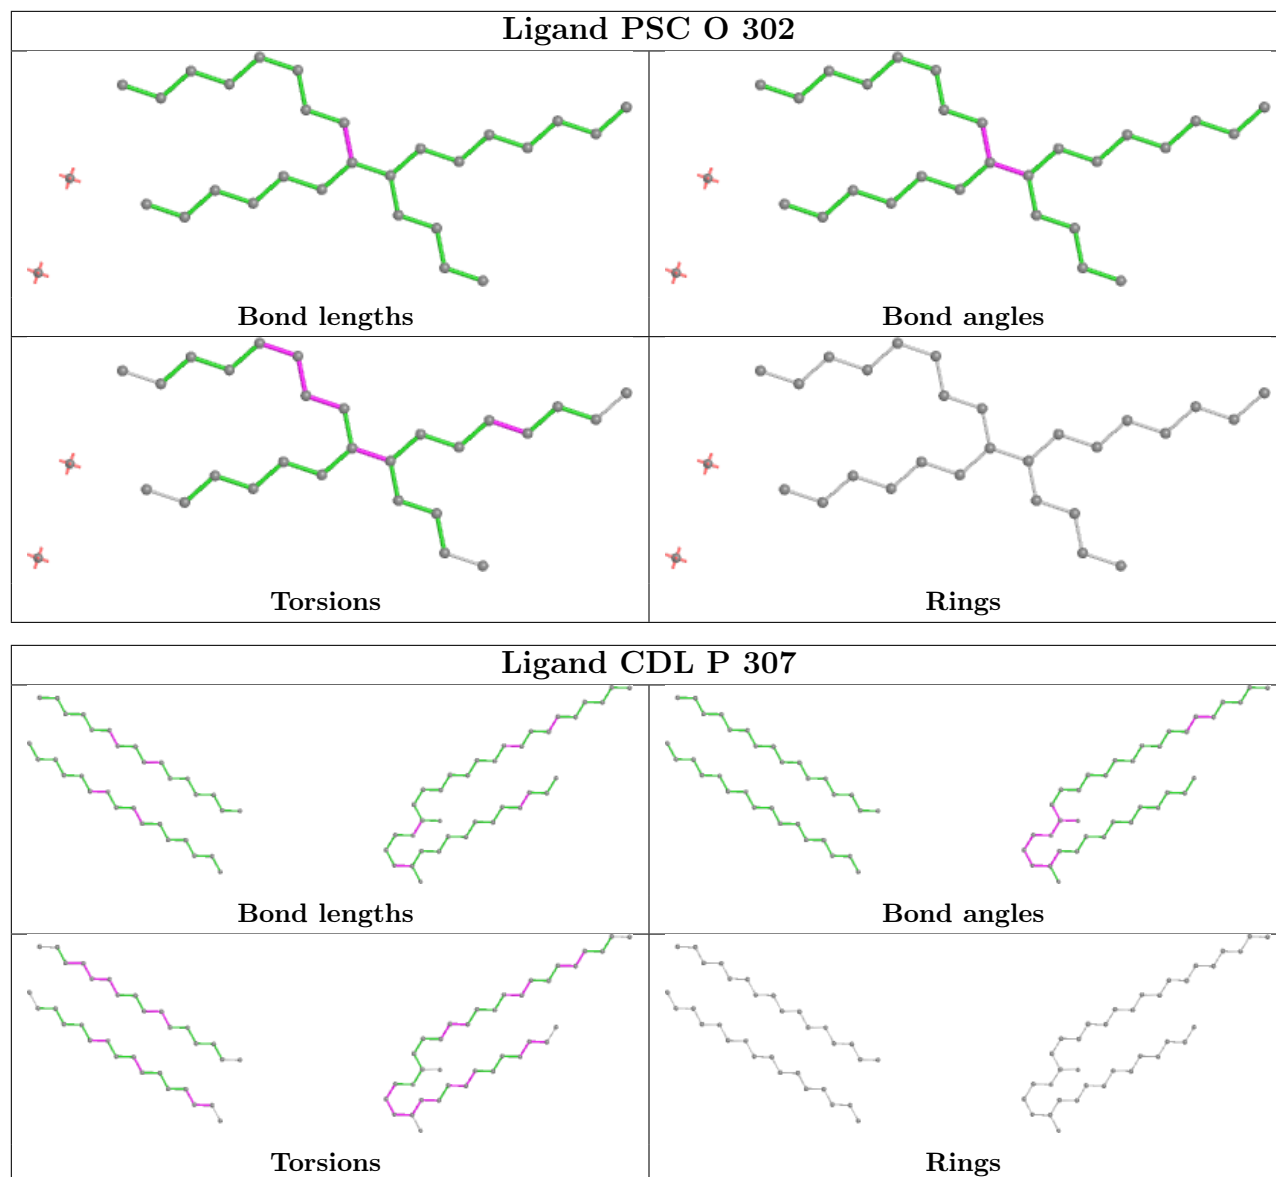 Ligand PSC O 302
Bond lengths
Bond angles
Torsions
Rings
Ligand CDL P 307
Bond lengths
Bond angles
Torsions
Rings